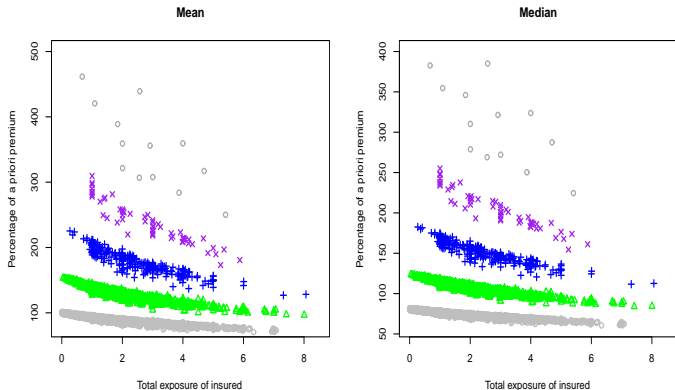 Mean
Median
Percentage of a priori premium
500
400
300
200
100
0 2 4 6 8
Total exposure of insured
Percentage of a priori premium
400
350
300
250
200
150
100
50
0 2 4 6 8
Total exposure of insured